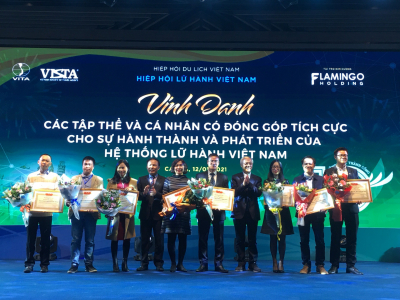 HIỆP HỘI DU LỊCH VIỆT NAM
HIỆP HỘI LỮ HÀNH VIỆT NAM
VITA
VISTA
FLAMINGO
HOLDING
Vinh Danh
CÁC TẬP THỂ VÀ CÁ NHÂN CÓ ĐÓNG GÓP TÍCH CỰC
CHO SỰ HÌNH THÀNH VÀ PHÁT TRIỂN CỦA
HỆ THỐNG LỮ HÀNH VIỆT NAM